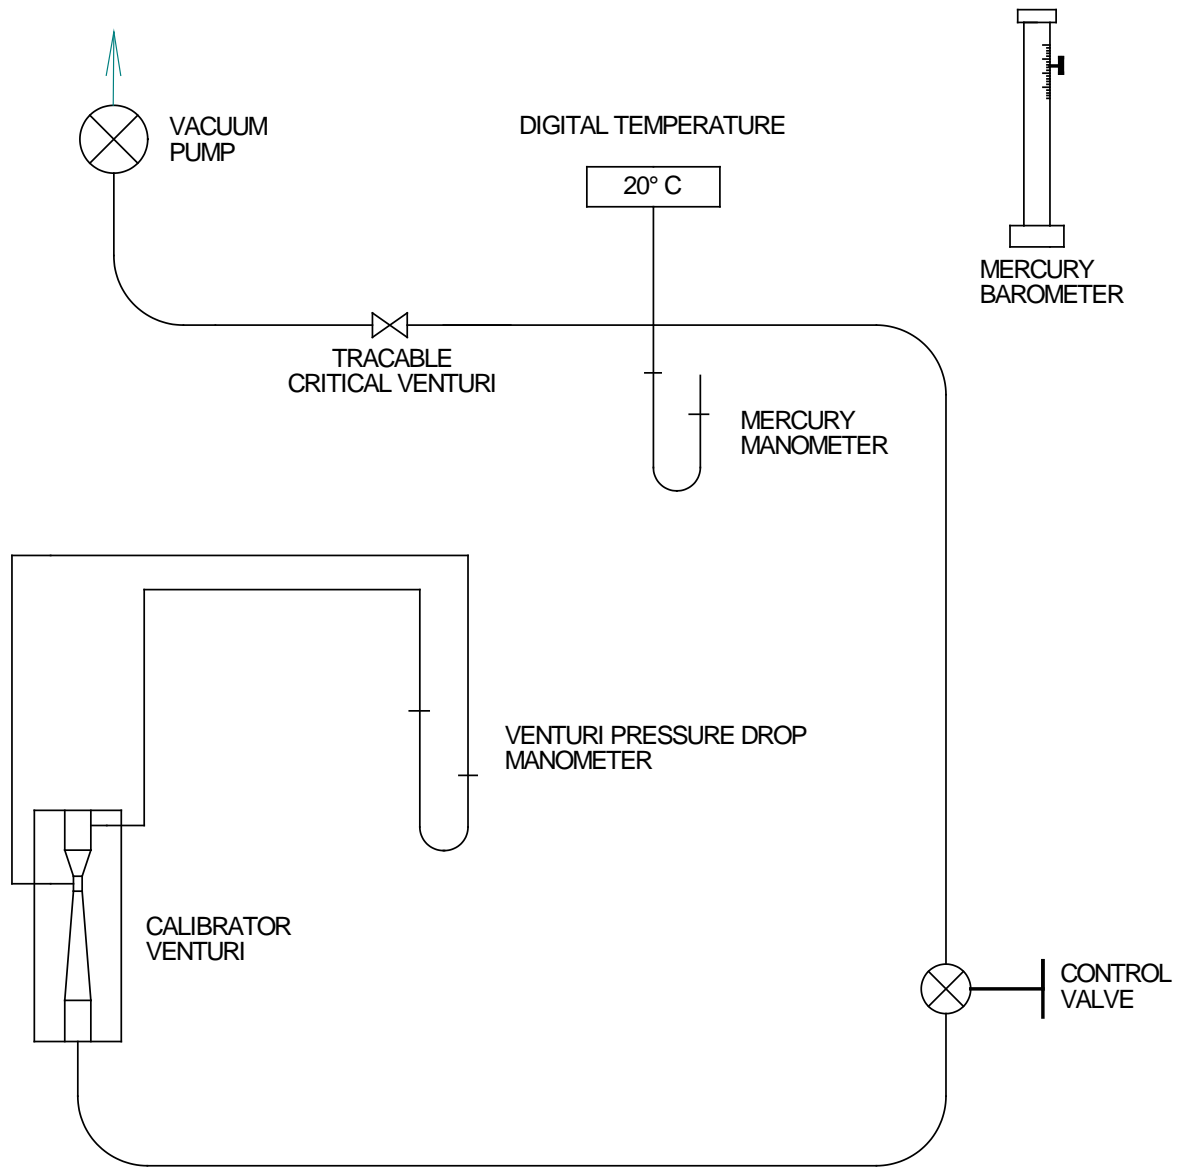 VACUUM
PUMP
DIGITAL TEMPERATURE
20° C
MERCURY
BAROMETER
TRACABLE
CRITICAL VENTURI
MERCURY
MANOMETER
VENTURI PRESSURE DROP
MANOMETER
CALIBRATOR
VENTURI
CONTROL
VALVE